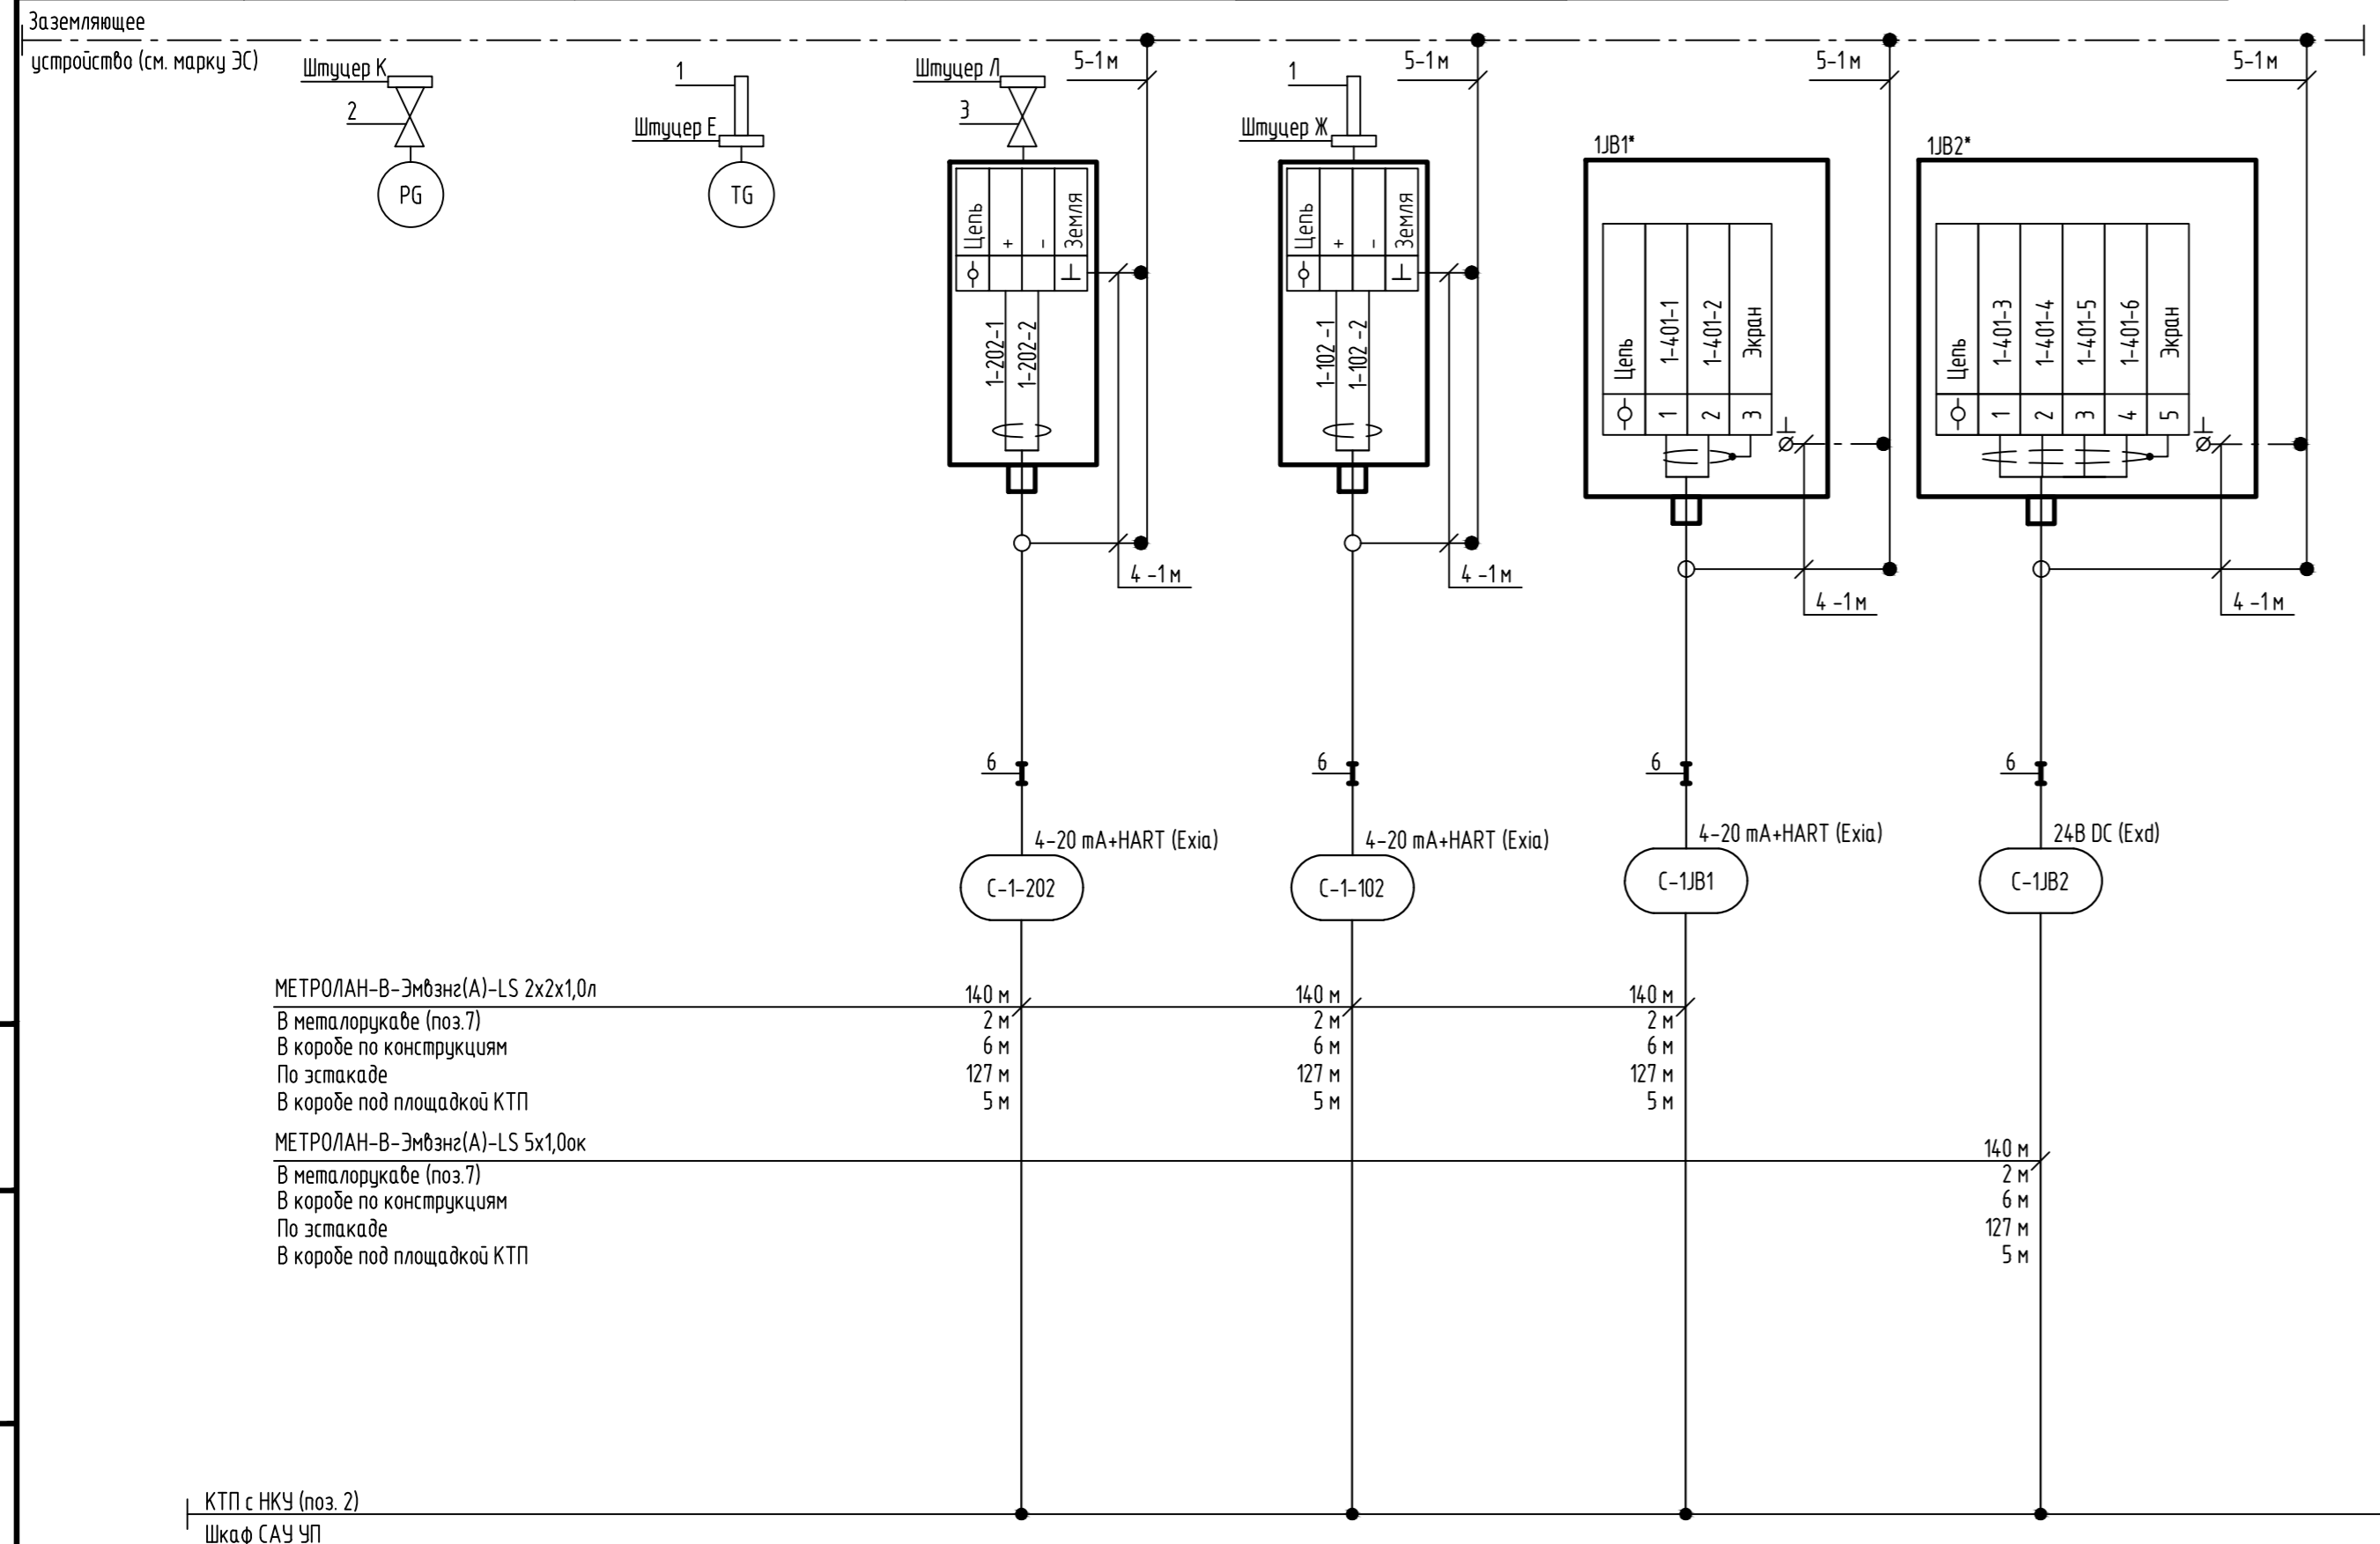 Заземляющее
устройство (см. марку ЭС)
Штуцер К
2
PG
1
Штуцер Е
TG
Штуцер Л
3
5-1 м
Цепь
+
-
Земля
1-202-1
1-202-2
4 -1 м
1
Штуцер Ж
5-1 м
Цепь
+
-
Земля
1-102 -1
1-102 -2
4 -1 м
5-1 м
1JB1*
Цепь
1-401-1
1-401-2
Экран
1
2
3
4 -1 м
5-1 м
1JB2*
Цепь
1-401-3
1-401-4
1-401-5
1-401-6
Экран
1
2
3
4
5
4 -1 м
6
6
6
6
4-20 mA+HART (Exia)
4-20 mA+HART (Exia)
4-20 mA+HART (Exia)
24В DC (Exd)
C-1-202
C-1-102
C-1JB1
C-1JB2
МЕТРОЛАН-В-Эмвзнг(А)-LS 2х2х1,0л
140 м
140 м
140 м
В металорукаве (поз.7)
2 м
2 м
2 м
В коробе по конструкциям
6 м
6 м
6 м
По эстакаде
127 м
127 м
127 м
В коробе под площадкой КТП
5 м
5 м
5 м
МЕТРОЛАН-В-Эмвзнг(А)-LS 5х1,0ок
140 м
В металорукаве (поз.7)
2 м
В коробе по конструкциям
6 м
По эстакаде
127 м
В коробе под площадкой КТП
5 м
КТП с НКУ (поз. 2)
Шкаф САУ УП